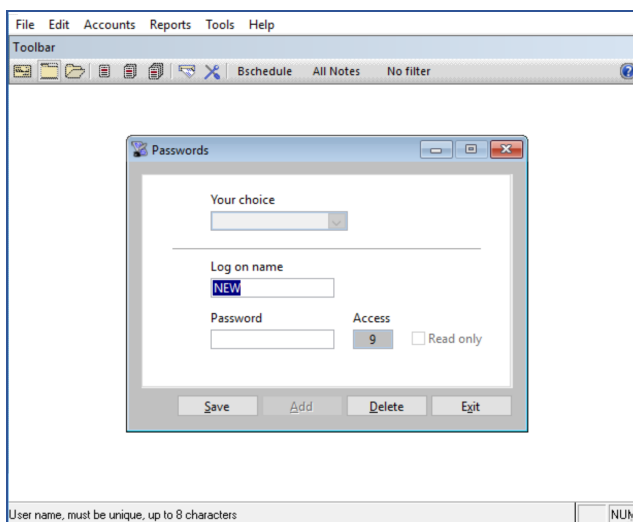 File Edit Accounts Reports Tools Help
Toolbar
Bschedule All Notes No filter
Passwords
Your choice
Log on name
NEW
Password Access
9 Read only
Save Add Delete Exit
User name, must be unique, up to 8 characters NUM